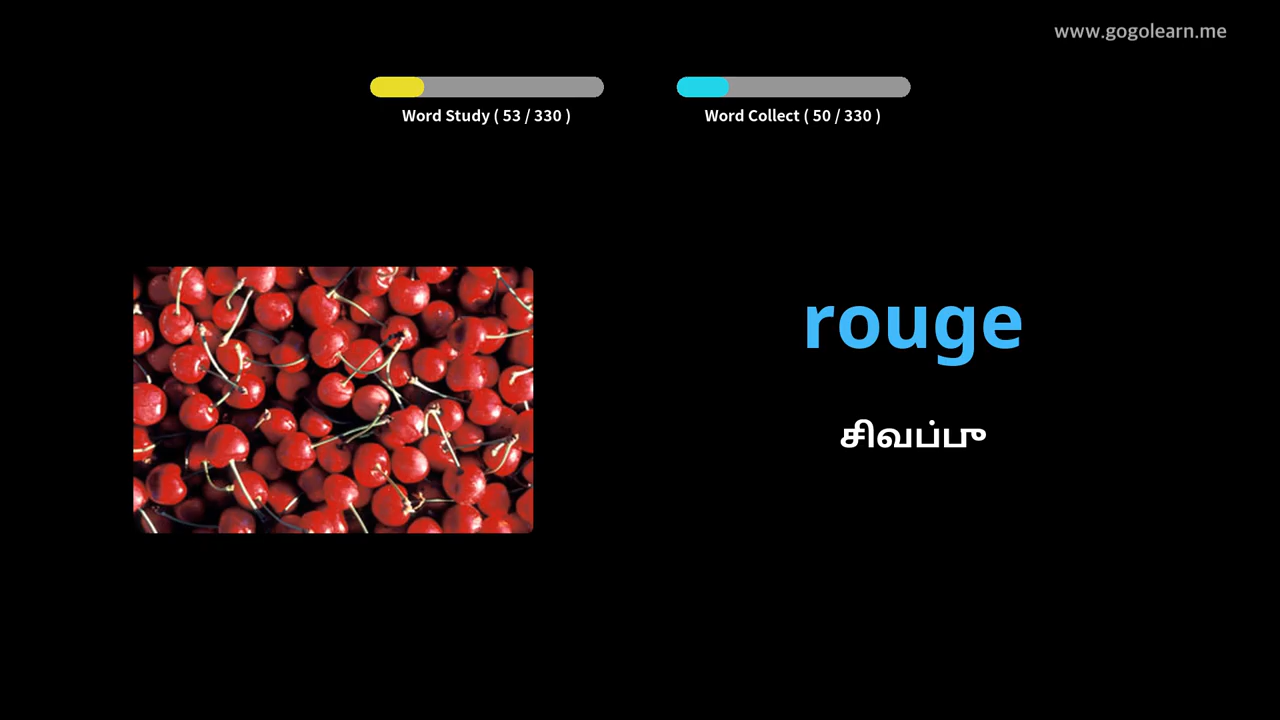 www.gogolearn.me
Word Study ( 53 / 330 )
Word Collect ( 50 / 330 )
rouge
சிவப்பு